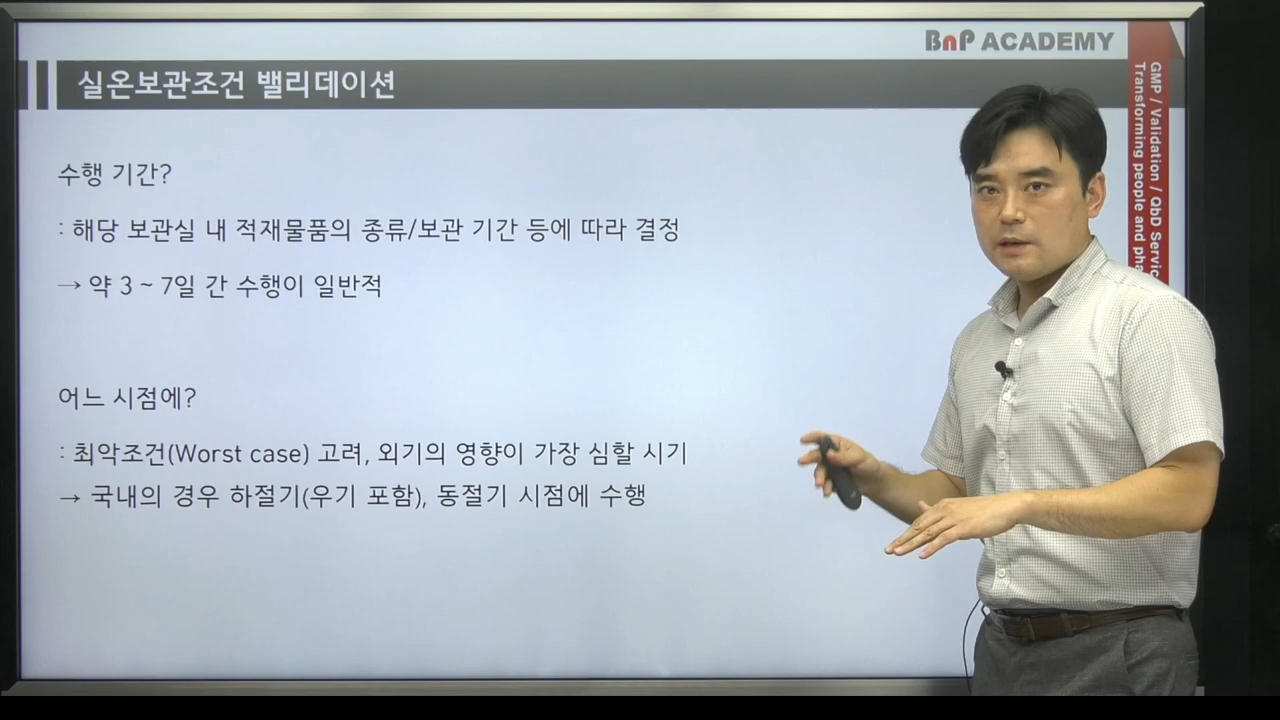 BnP ACADEMY
실온보관조건 밸리데이션
GMP / Validation / QbD Servic
Transforming people and pha
수행 기간?
: 해당 보관실 내 적재물품의 종류/보관 기간 등에 따라 결정
→ 약 3 ~ 7일 간 수행이 일반적
어느 시점에?
: 최악조건(Worst case) 고려, 외기의 영향이 가장 심할 시기
→ 국내의 경우 하절기(우기 포함), 동절기 시점에 수행